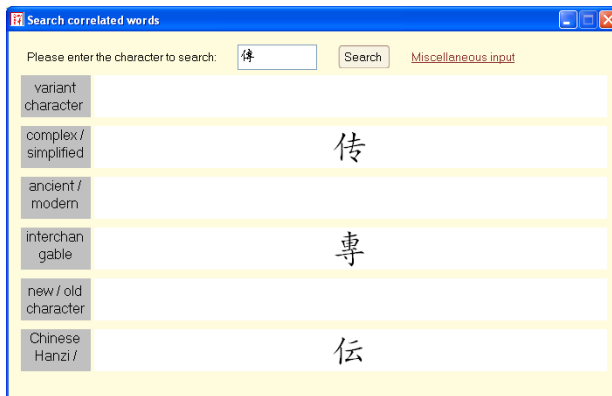 Search correlated words
Please enter the character to search: 傳 Search Miscellaneous input
variant
character
complex /
simplified
传
ancient /
modern
interchan
gable
專
new / old
character
Chinese
Hanzi /
伝